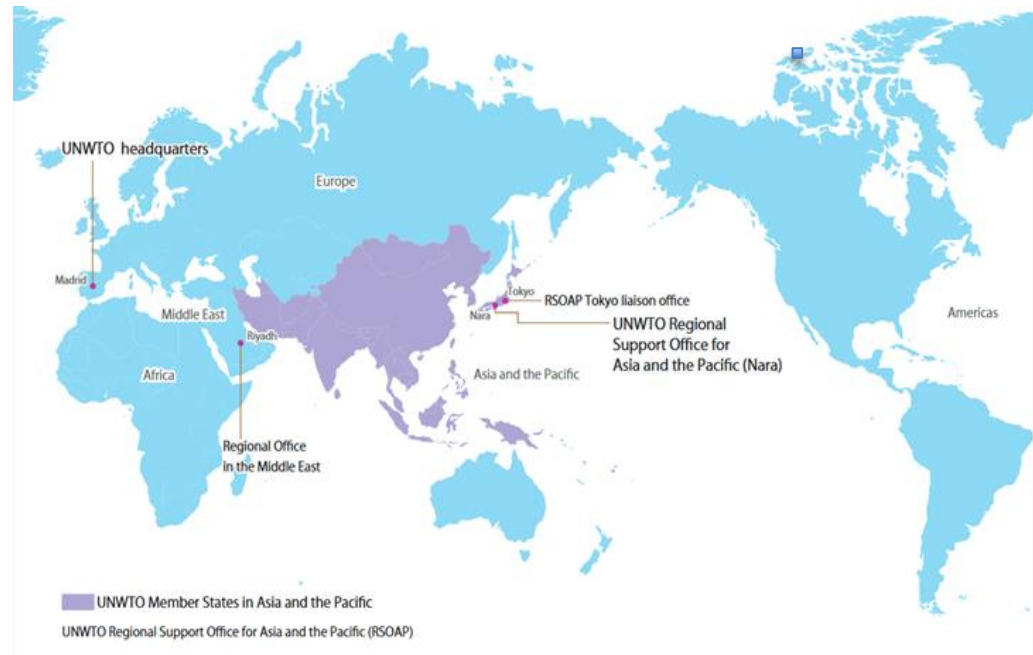 UNWTO headquarters
Europe
Madrid
Middle East
Riyadh
Africa
Regional Office
in the Middle East
Tokyo
RSOAP Tokyo liaison office
Nara
UNWTO Regional
Support Office for
Asia and the Pacific (Nara)
Asia and the Pacific
Americas
UNWTO Member States in Asia and the Pacific
UNWTO Regional Support Office for Asia and the Pacific (RSOAP)